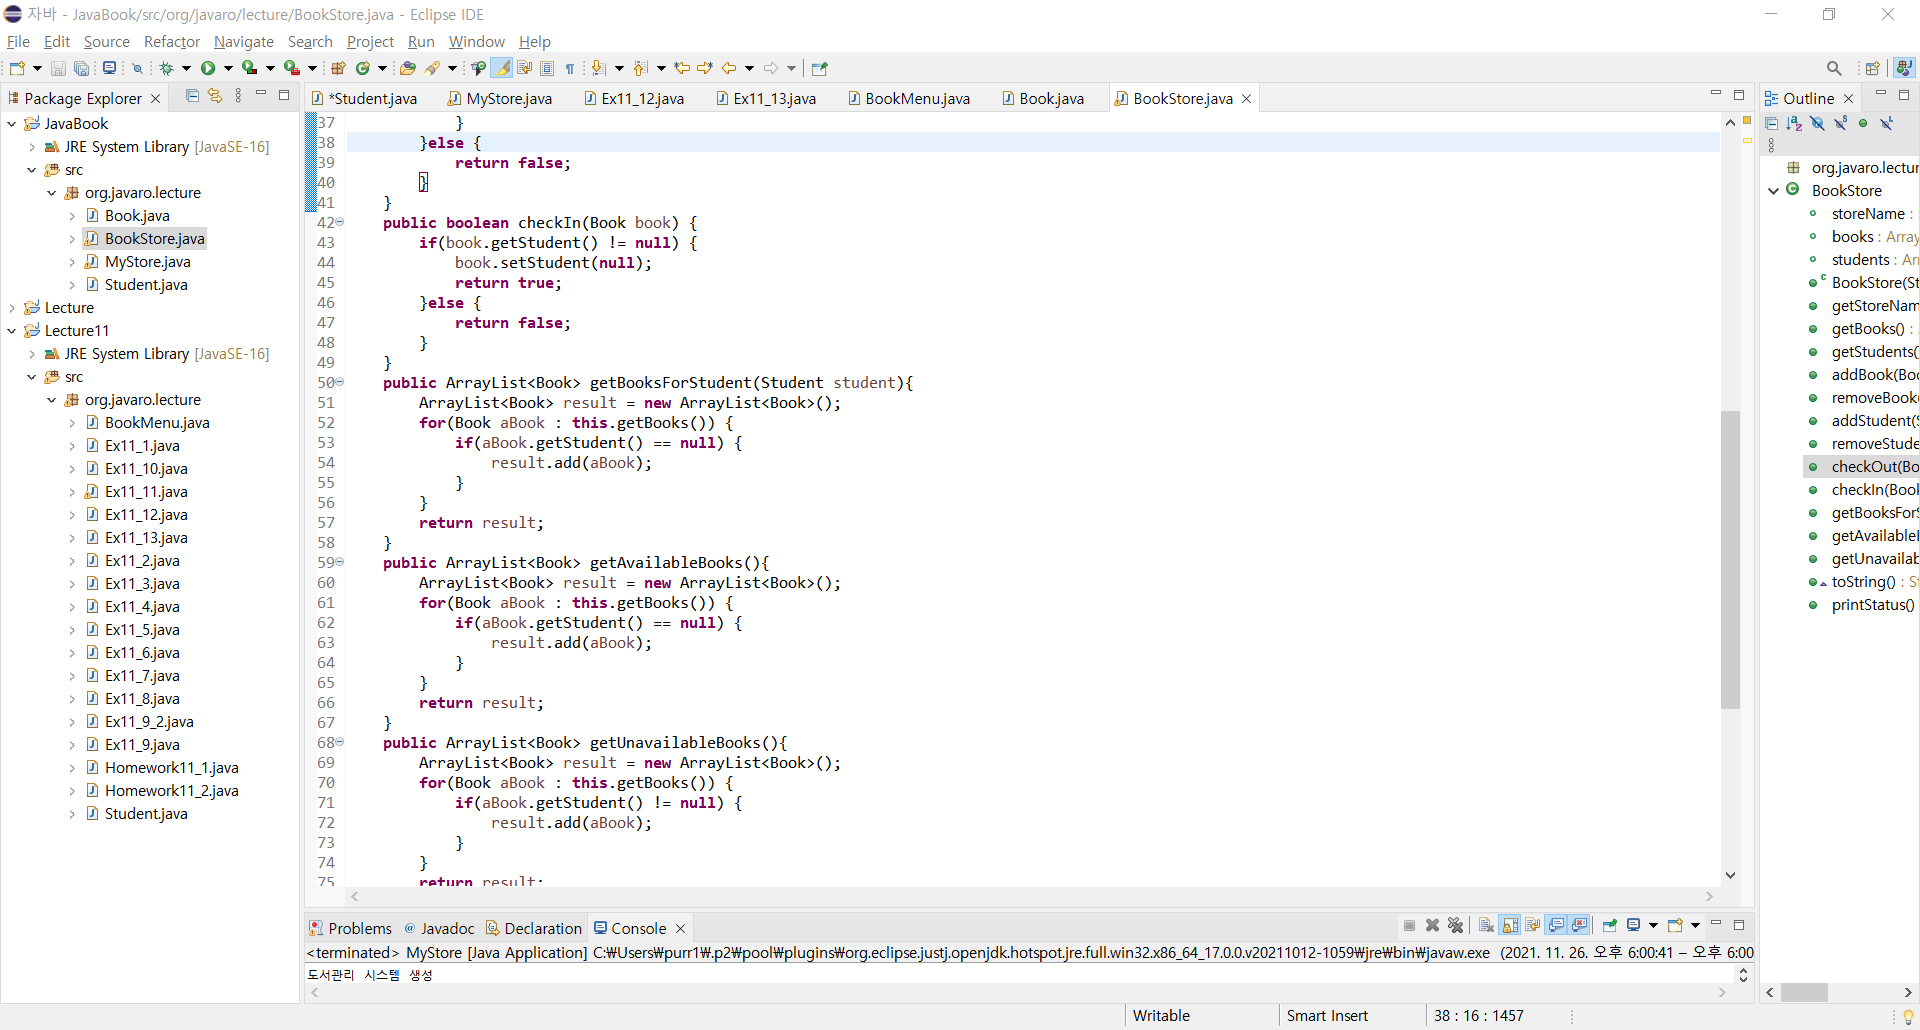 자바 - JavaBook/src/org/javaro/lecture/BookStore.java - Eclipse IDE
File Edit Source Refactor Navigate Search Project Run Window Help
Package Explorer
*Student.java MyStore.java Ex11_12.java Ex11_13.java BookMenu.java Book.java BookStore.java
Outline
JavaBook
JRE System Library [JavaSE-16]
src
org.javaro.lecture
Book.java
BookStore.java
MyStore.java
Student.java
Lecture
Lecture11
JRE System Library [JavaSE-16]
src
org.javaro.lecture
BookMenu.java
Ex11_1.java
Ex11_10.java
Ex11_11.java
Ex11_12.java
Ex11_13.java
Ex11_2.java
Ex11_3.java
Ex11_4.java
Ex11_5.java
Ex11_6.java
Ex11_7.java
Ex11_8.java
Ex11_9_2.java
Ex11_9.java
Homework11_1.java
Homework11_2.java
Student.java
37 }
38 }else {
39 return false;
40 }
41 }
42 public boolean checkIn(Book book) {
43 if(book.getStudent() != null) {
44 book.setStudent(null);
45 return true;
46 }else {
47 return false;
48 }
49 }
50 public ArrayList<Book> getBooksForStudent(Student student){
51 ArrayList<Book> result = new ArrayList<Book>();
52 for(Book aBook : this.getBooks()) {
53 if(aBook.getStudent() == null) {
54 result.add(aBook);
55 }
56 }
57 return result;
58 }
59 public ArrayList<Book> getAvailableBooks(){
60 ArrayList<Book> result = new ArrayList<Book>();
61 for(Book aBook : this.getBooks()) {
62 if(aBook.getStudent() == null) {
63 result.add(aBook);
64 }
65 }
66 return result;
67 }
68 public ArrayList<Book> getUnavailableBooks(){
69 ArrayList<Book> result = new ArrayList<Book>();
70 for(Book aBook : this.getBooks()) {
71 if(aBook.getStudent() != null) {
72 result.add(aBook);
73 }
74 }
75 return result;
org.javaro.lectur
BookStore
storeName :
books : Array
students : Ar
BookStore(St
getStoreNam
getBooks() :
getStudents(
addBook(Boo
removeBook(
addStudent(S
removeStude
checkOut(Bo
checkIn(Book
getBooksForS
getAvailableI
getUnavailab
toString() : S
printStatus()
Problems @ Javadoc Declaration Console
<terminated> MyStore [Java Application] C:₩Users₩purr1₩.p2₩pool₩plugins₩org.eclipse.justj.openjdk.hotspot.jre.full.win32.x86_64_17.0.0.v20211012-1059₩jre₩bin₩javaw.exe (2021. 11. 26. 오후 6:00:41 – 오후 6:00
도서관리 시스템 생성
Writable Smart Insert 38 : 16 : 1457